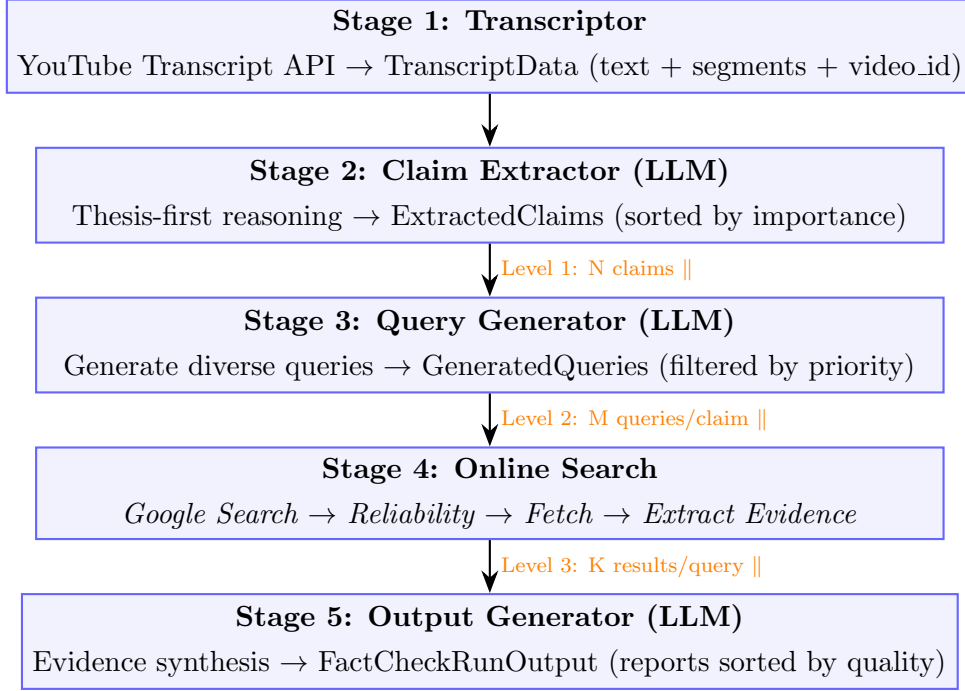 Stage 1: Transcriptor
YouTube Transcript API → TranscriptData (text + segments + video_id)
Stage 2: Claim Extractor (LLM)
Thesis-first reasoning → ExtractedClaims (sorted by importance)
Level 1: N claims ∥
Stage 3: Query Generator (LLM)
Generate diverse queries → GeneratedQueries (filtered by priority)
Level 2: M queries/claim ∥
Stage 4: Online Search
Google Search → Reliability → Fetch → Extract Evidence
Level 3: K results/query ∥
Stage 5: Output Generator (LLM)
Evidence synthesis → FactCheckRunOutput (reports sorted by quality)